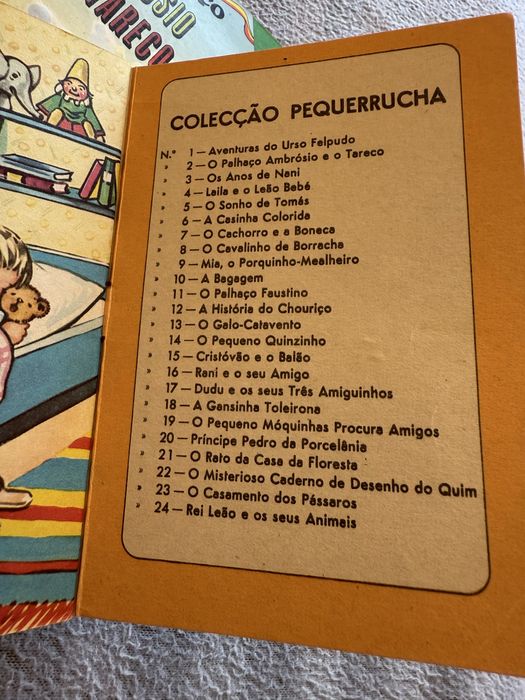 SSIO
NARECO
COLECÇÃO PEQUERRUCHA
N.º 1 — Aventuras do Urso Felpudo
» 2 — O Palhaço Ambrósio e o Tareco
» 3 — Os Anos de Nani
» 4 — Laila e o Leão Bebé
» 5 — O Sonho de Tomás
» 6 — A Casinha Colorida
» 7 — O Cachorro e a Boneca
» 8 — O Cavalinho de Borracha
» 9 — Mia, o Porquinho-Mealheiro
» 10 — A Bagagem
» 11 — O Palhaço Faustino
» 12 — A História do Chouriço
» 13 — O Galo-Catavento
» 14 — O Pequeno Quinzinho
» 15 — Cristóvão e o Balão
» 16 — Rani e o seu Amigo
» 17 — Dudu e os seus Três Amiguinhos
» 18 — A Gansinha Toleirona
» 19 — O Pequeno Móquinhas Procura Amigos
» 20 — Príncipe Pedro da Porcelânia
» 21 — O Rato da Casa da Floresta
» 22 — O Misterioso Caderno de Desenho do Quim
» 23 — O Casamento dos Pássaros
» 24 — Rei Leão e os seus Animais